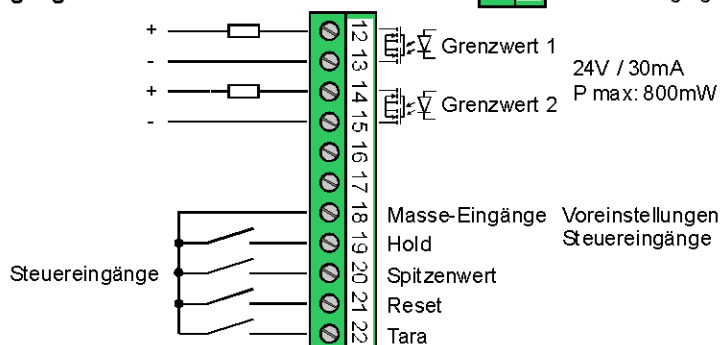 + 12 Grenzwert 1
- 13
24V / 30mA
+ 14 Grenzwert 2
P max: 800mW
- 15
16
17
18 Masse-Eingänge Voreinstellungen
19 Hold Steuereingänge
Steuereingänge 20 Spitzenwert
21 Reset
22 Tara